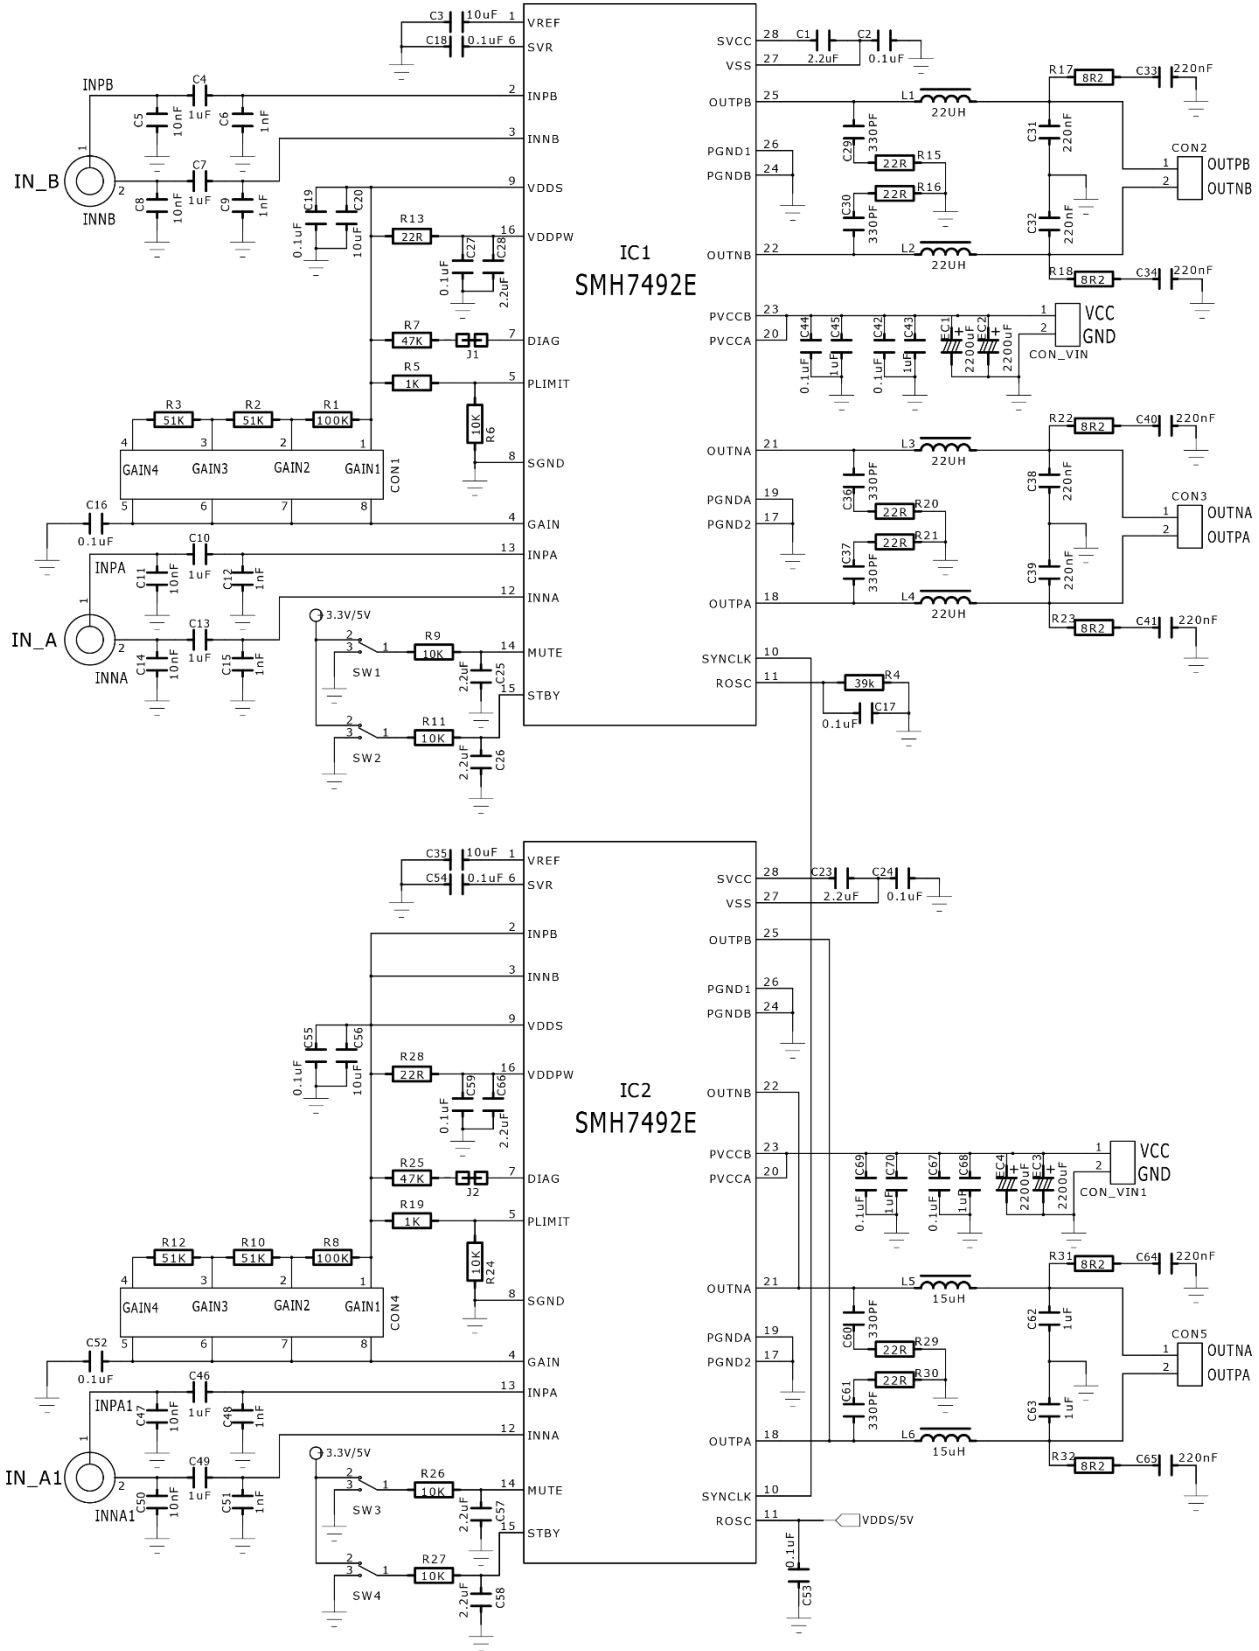 C3 10uF 1 VREF
C18 0.1uF 6 SVR
28 SVCC C1 2.2uF C2 0.1uF
27 VSS
INPB C4 1uF 2 INPB
C5 10nF C6 1nF
3 INNB
IN_B 1 2 C7 1uF
INNB C8 10nF C9 1nF
25 OUTPB L1 22UH R17 8R2 C33 220nF
C29 330PF C31 220nF
26 PGND1 22R R15
24 PGNDB 22R R16
CON2 1 OUTPB
2 OUTNB
C30 330PF C32 220nF
22 OUTNB L2 22UH R18 8R2 C34 220nF
9 VDDS
C19 0.1uF C20 10uF
R13 22R 16 VDDPW
C27 0.1uF C28 2.2uF
IC1
SMH7492E
23 PVCCB
20 PVCCA
C44 0.1uF C45 1uF C42 0.1uF C43 1uF EC1 + 2200uF EC2 + 2200uF
1 VCC
2 GND
CON_VIN
R7 47K J1 7 DIAG
R5 1K 5 PLIMIT
10K R6
R3 51K R2 51K R1 100K
4 3 2 1
GAIN4 GAIN3 GAIN2 GAIN1 CON1
5 6 7 8
8 SGND
C16 0.1uF 4 GAIN
21 OUTNA L3 22UH R22 8R2 C40 220nF
C36 330PF C38 220nF
19 PGNDA 22R R20
17 PGND2 22R R21
CON3 1 OUTNA
2 OUTPA
C37 330PF C39 220nF
18 OUTPA L4 22UH R23 8R2 C41 220nF
INPA C10 1uF 13 INPA
C11 10nF C12 1nF
12 INNA
IN_A 1 2 C13 1uF
INNA C14 10nF C15 1nF
+3.3V/5V
2 3 1 SW1 R9 10K 14 MUTE
2.2uF C25
15 STBY
2 3 1 SW2 R11 10K
2.2uF C26
SYNCLK 10
ROSC 11 39k R4
0.1uF C17
C35 10uF 1 VREF
C54 0.1uF 6 SVR
28 SVCC C23 2.2uF C24 0.1uF
27 VSS
2 INPB
25 OUTPB
3 INNB
26 PGND1
24 PGNDB
9 VDDS
C55 0.1uF C56 10uF
R28 22R 16 VDDPW
C59 0.1uF C66 2.2uF
IC2
SMH7492E
22 OUTNB
23 PVCCB
20 PVCCA
C69 0.1uF C70 1uF C67 0.1uF C68 1uF EC4 + 2200uF EC3 + 2200uF
1 VCC
2 GND
CON_VIN1
R25 47K J2 7 DIAG
R19 1K 5 PLIMIT
10K R24
R12 51K R10 51K R8 100K
4 3 2 1
GAIN4 GAIN3 GAIN2 GAIN1 CON4
5 6 7 8
8 SGND
C52 0.1uF 4 GAIN
21 OUTNA L5 15uH R31 8R2 C64 220nF
C60 330PF C62 1uF
19 PGNDA 22R R29
17 PGND2 22R R30
CON5 1 OUTNA
2 OUTPA
C61 330PF C63 1uF
18 OUTPA L6 15uH R32 8R2 C65 220nF
INPA1 C46 1uF 13 INPA
C47 10nF C48 1nF
12 INNA
IN_A1 1 2 C49 1uF
INNA1 C50 10nF C51 1nF
+3.3V/5V
2 3 1 SW3 R26 10K 14 MUTE
2.2uF C57
15 STBY
2 3 1 SW4 R27 10K
2.2uF C58
SYNCLK 10
ROSC 11 VDDS/5V
0.1uF C53